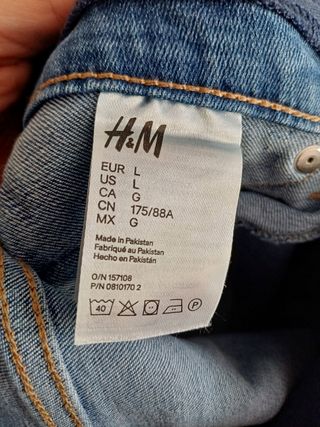 H&M
EUR L
US L
CA G
CN 175/88A
MX G
Made in Pakistan
Fabriqué au Pakistan
Hecho en Pakistán
O/N 157108
P/N 0810170 2
40 P